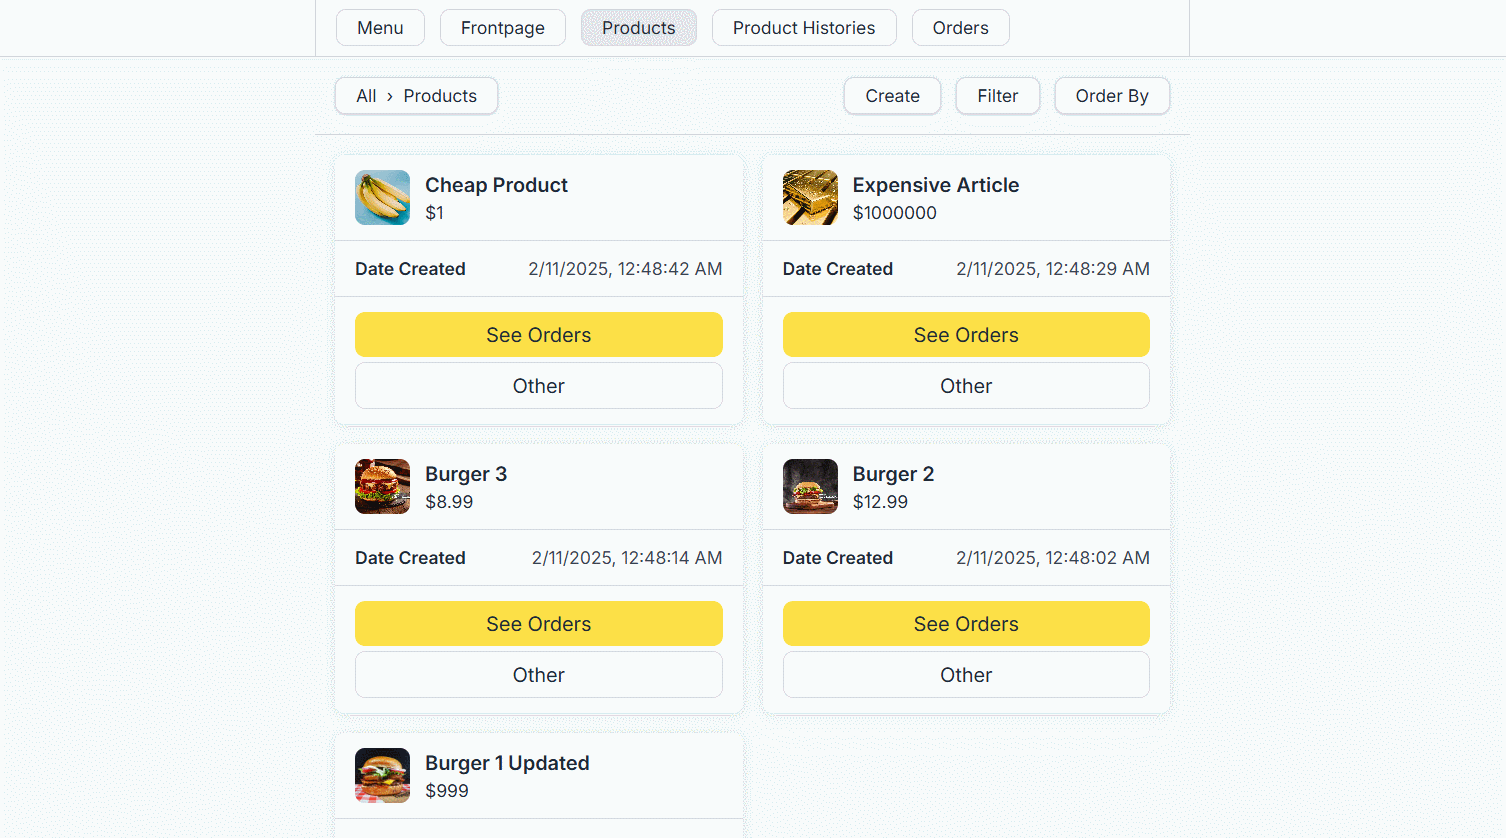 Menu Frontpage Products Product Histories Orders
All › Products Create Filter Order By
Cheap Product
$1
Date Created 2/11/2025, 12:48:42 AM
See Orders
Other
Expensive Article
$1000000
Date Created 2/11/2025, 12:48:29 AM
See Orders
Other
Burger 3
$8.99
Date Created 2/11/2025, 12:48:14 AM
See Orders
Other
Burger 2
$12.99
Date Created 2/11/2025, 12:48:02 AM
See Orders
Other
Burger 1 Updated
$999